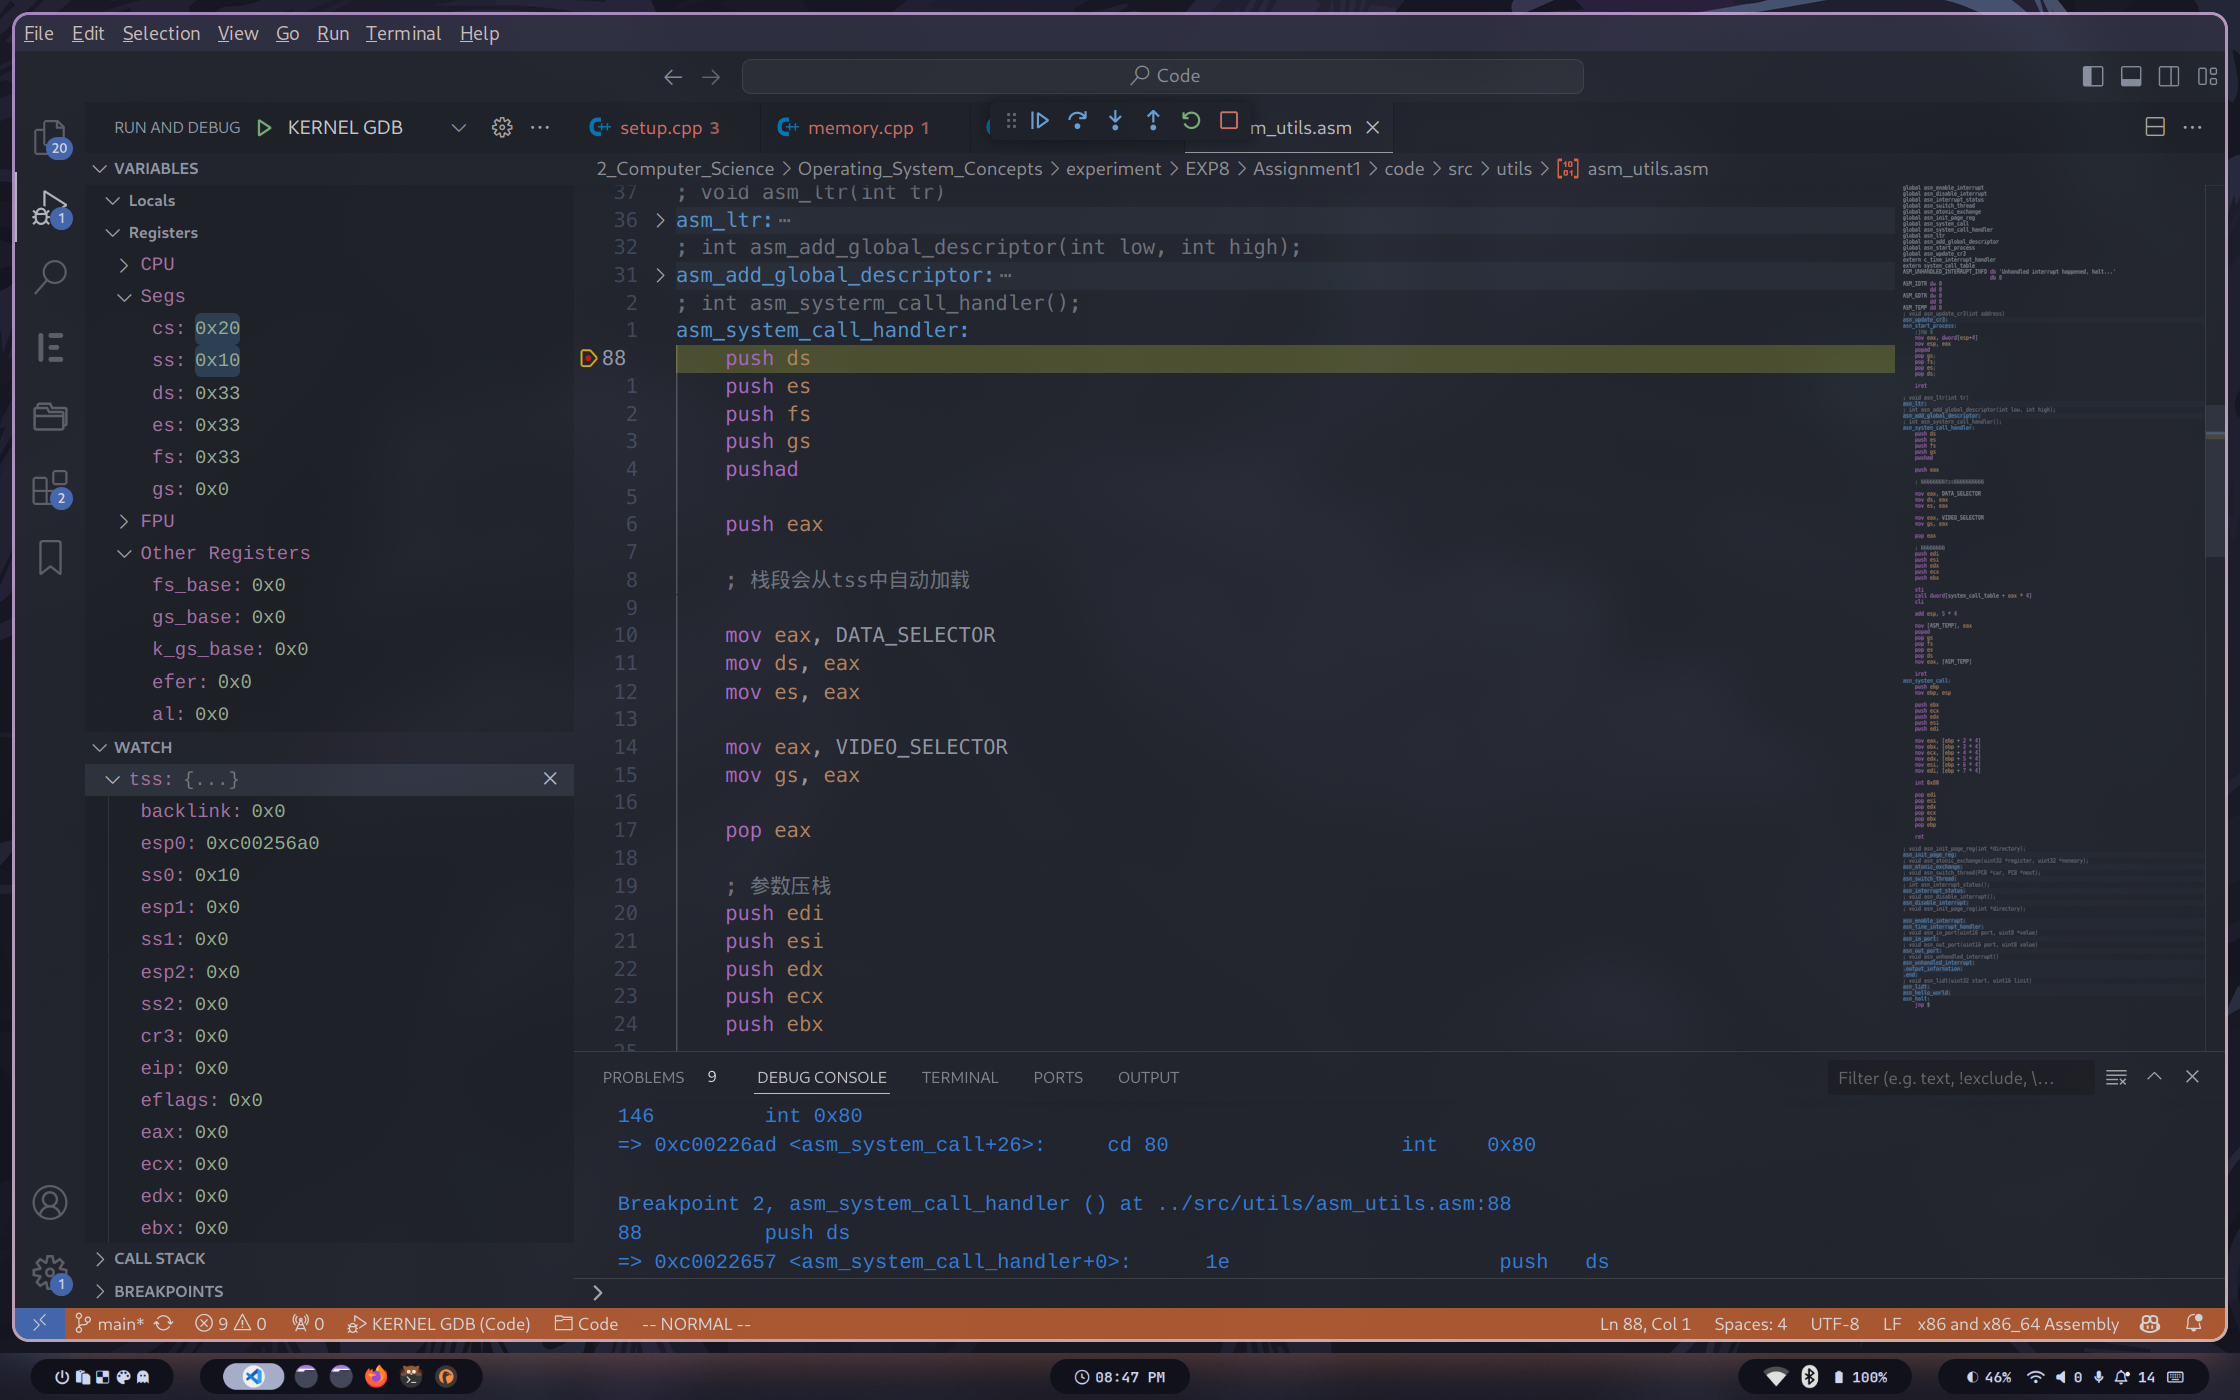 File Edit Selection View Go Run Terminal Help
Code
RUN AND DEBUG KERNEL GDB
setup.cpp 3
memory.cpp 1
m_utils.asm
2_Computer_Science > Operating_System_Concepts > experiment > EXP8 > Assignment1 > code > src > utils > asm_utils.asm
VARIABLES
Locals
Registers
CPU
Segs
cs: 0x20
ss: 0x10
ds: 0x33
es: 0x33
fs: 0x33
gs: 0x0
FPU
Other Registers
fs_base: 0x0
gs_base: 0x0
k_gs_base: 0x0
efer: 0x0
al: 0x0
WATCH
tss: {...}
backlink: 0x0
esp0: 0xc00256a0
ss0: 0x10
esp1: 0x0
ss1: 0x0
esp2: 0x0
ss2: 0x0
cr3: 0x0
eip: 0x0
eflags: 0x0
eax: 0x0
ecx: 0x0
edx: 0x0
ebx: 0x0
CALL STACK
BREAKPOINTS
20
1
2
1
37 ; void asm_ltr(int tr)
36 asm_ltr: ⋯
32 ; int asm_add_global_descriptor(int low, int high);
31 asm_add_global_descriptor: ⋯
2 ; int asm_systerm_call_handler();
1 asm_system_call_handler:
88 push ds
1 push es
2 push fs
3 push gs
4 pushad
5
6 push eax
7
8 ; 栈段会从tss中自动加载
9
10 mov eax, DATA_SELECTOR
11 mov ds, eax
12 mov es, eax
13
14 mov eax, VIDEO_SELECTOR
15 mov gs, eax
16
17 pop eax
18
19 ; 参数压栈
20 push edi
21 push esi
22 push edx
23 push ecx
24 push ebx
25
PROBLEMS 9 DEBUG CONSOLE TERMINAL PORTS OUTPUT
Filter (e.g. text, !exclude, \...
146 int 0x80
=> 0xc00226ad <asm_system_call+26>: cd 80 int 0x80
Breakpoint 2, asm_system_call_handler () at ../src/utils/asm_utils.asm:88
88 push ds
=> 0xc0022657 <asm_system_call_handler+0>: 1e push ds
main* 9 0 0 KERNEL GDB (Code) Code -- NORMAL --
Ln 88, Col 1 Spaces: 4 UTF-8 LF x86 and x86_64 Assembly
08:47 PM
100%
46% 0 14